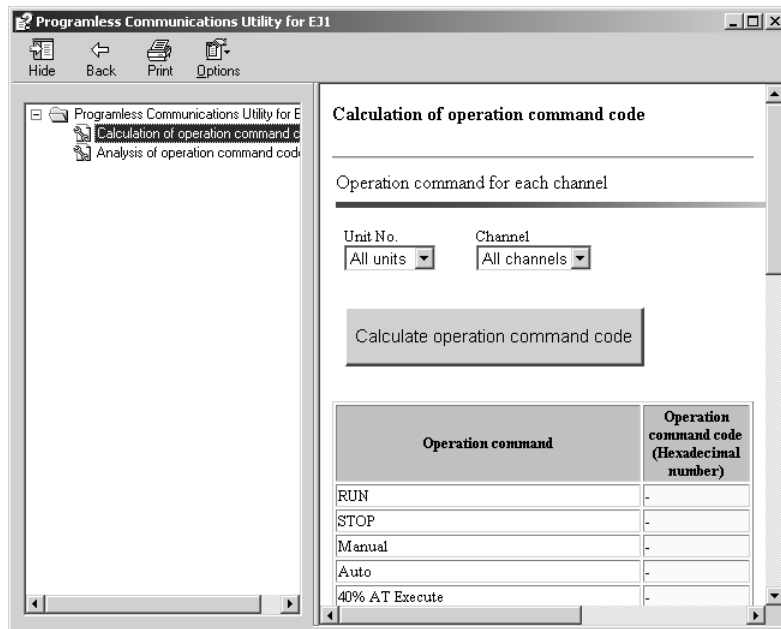 Programless Communications Utility for EJ1
Hide Back Print Options
Programless Communications Utility for E
Calculation of operation command c
Analysis of operation command code
Calculation of operation command code
Operation command for each channel
Unit No. Channel
All units All channels
Calculate operation command code
Operation command
Operation
command code
(Hexadecimal
number)
RUN -
STOP -
Manual -
Auto -
40% AT Execute -